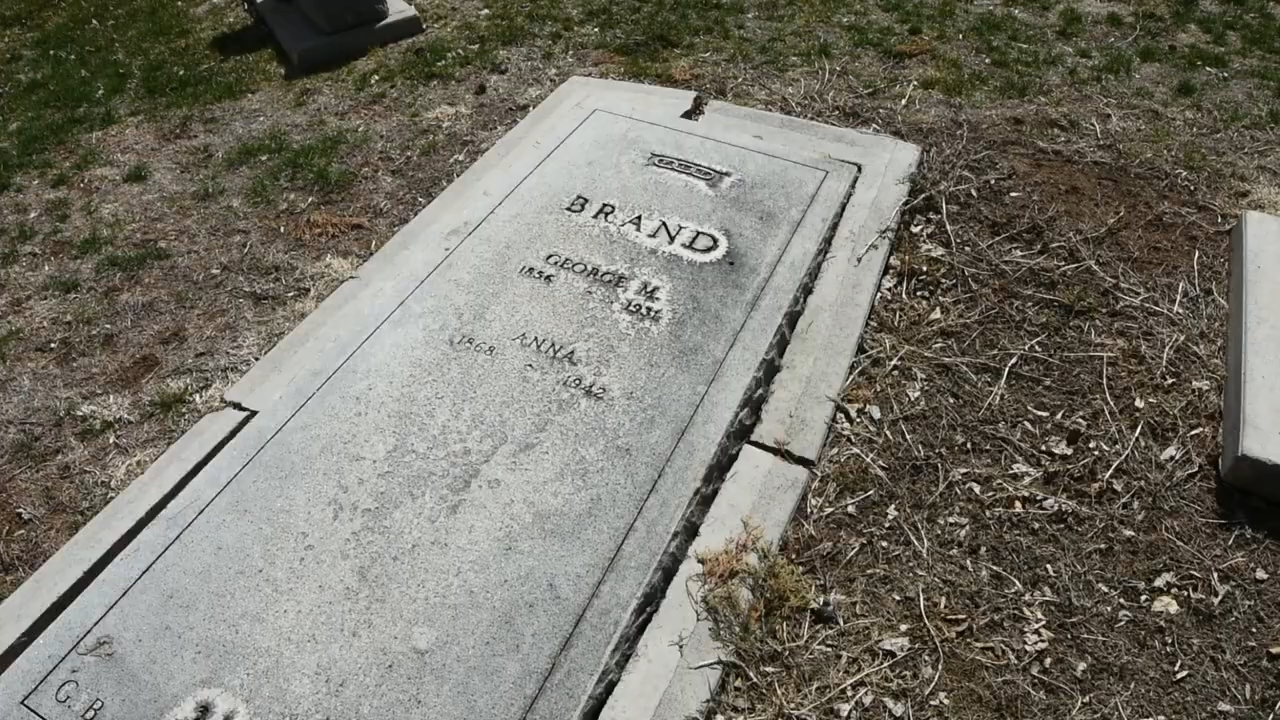 BRAND
GEORGE M.
1856 1931
ANNA
1868 - 1942
G. B